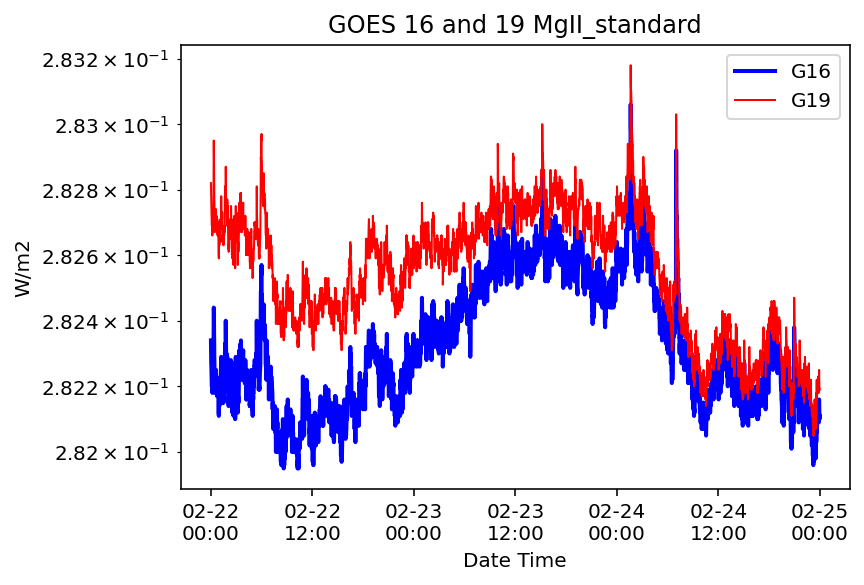 GOES 16 and 19 MgII_standard
W/m2
2.832 × 10⁻¹
2.83 × 10⁻¹
2.828 × 10⁻¹
2.826 × 10⁻¹
2.824 × 10⁻¹
2.822 × 10⁻¹
2.82 × 10⁻¹
G16
G19
02-22 02-22 02-23 02-23 02-24 02-24 02-25
00:00 12:00 00:00 12:00 00:00 12:00 00:00
Date Time